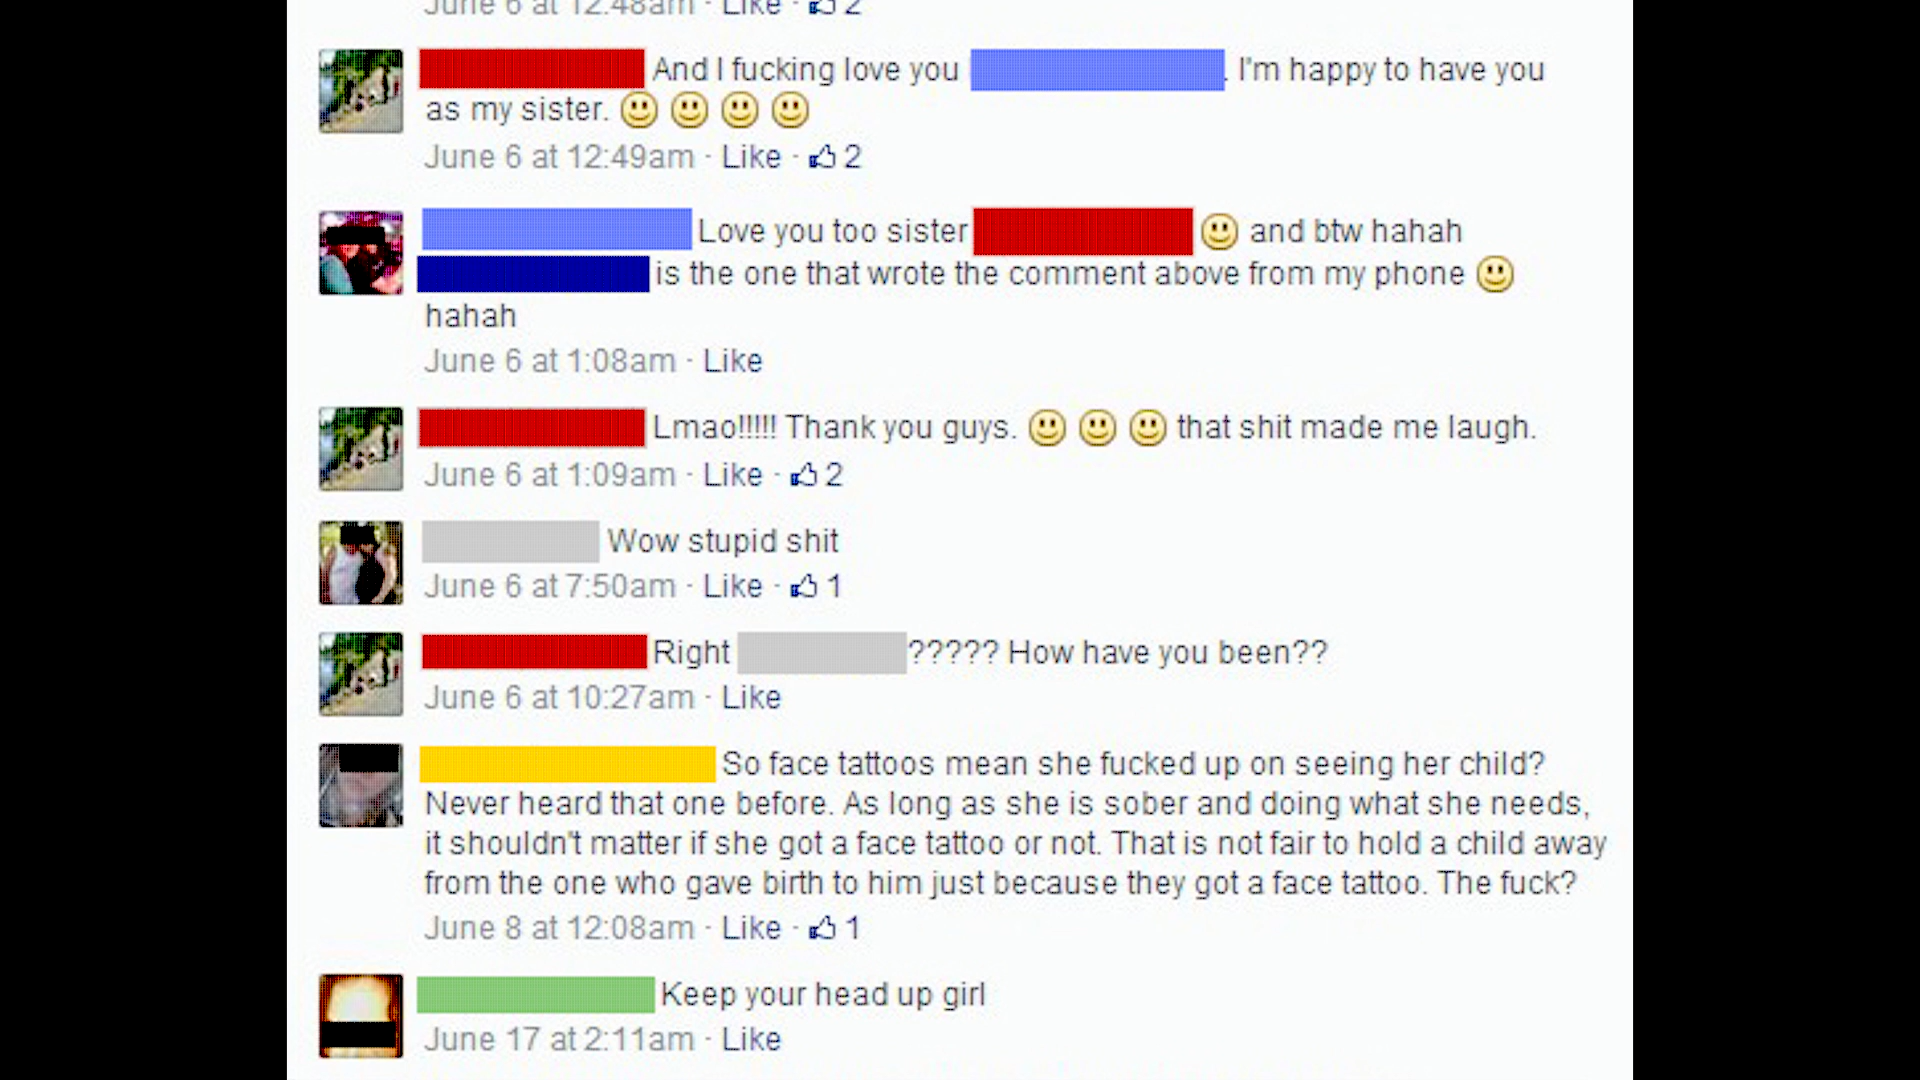 June 6 at 12:48am · Like · 2
And I fucking love you . I'm happy to have you
as my sister.
June 6 at 12:49am · Like · 2
Love you too sister and btw hahah
is the one that wrote the comment above from my phone
hahah
June 6 at 1:08am · Like
Lmao!!!!! Thank you guys. that shit made me laugh.
June 6 at 1:09am · Like · 2
Wow stupid shit
June 6 at 7:50am · Like · 1
Right ????? How have you been??
June 6 at 10:27am · Like
So face tattoos mean she fucked up on seeing her child?
Never heard that one before. As long as she is sober and doing what she needs,
it shouldn't matter if she got a face tattoo or not. That is not fair to hold a child away
from the one who gave birth to him just because they got a face tattoo. The fuck?
June 8 at 12:08am · Like · 1
Keep your head up girl
June 17 at 2:11am · Like